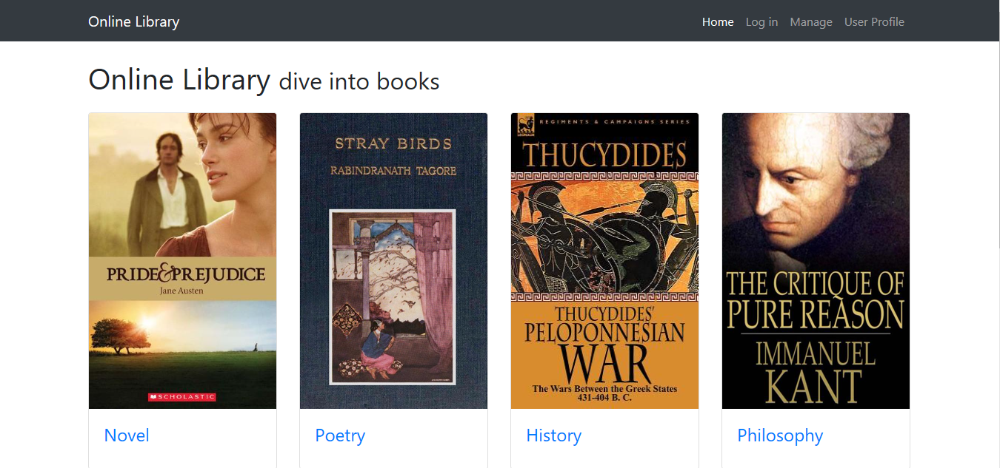 Online Library
Home Log in Manage User Profile
Online Library dive into books
PRIDE & PREJUDICE
Jane Austen
SCHOLASTIC
Novel
STRAY BIRDS
RABINDRANATH TAGORE
Poetry
LEONAUR
REGIMENTS & CAMPAIGNS SERIES
THUCYDIDES
THUCYDIDES'
PELOPONNESIAN
WAR
The Wars Between the Greek States
431-404 B. C.
History
THE CRITIQUE OF
PURE REASON
IMMANUEL
KANT
Philosophy